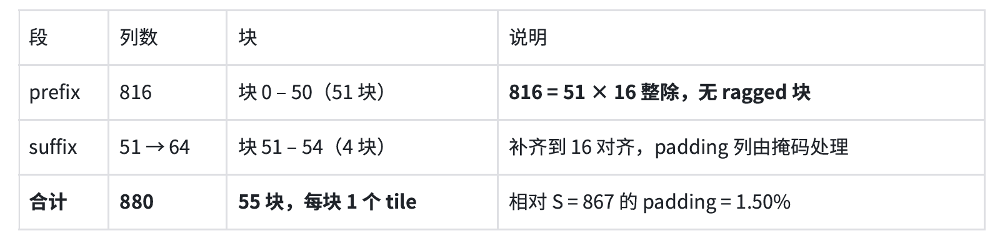 段 列数 块 说明
prefix 816 块 0 – 50（51 块） 816 = 51 × 16 整除，无 ragged 块
suffix 51 → 64 块 51 – 54（4 块） 补齐到 16 对齐，padding 列由掩码处理
合计 880 55 块，每块 1 个 tile 相对 S = 867 的 padding = 1.50%